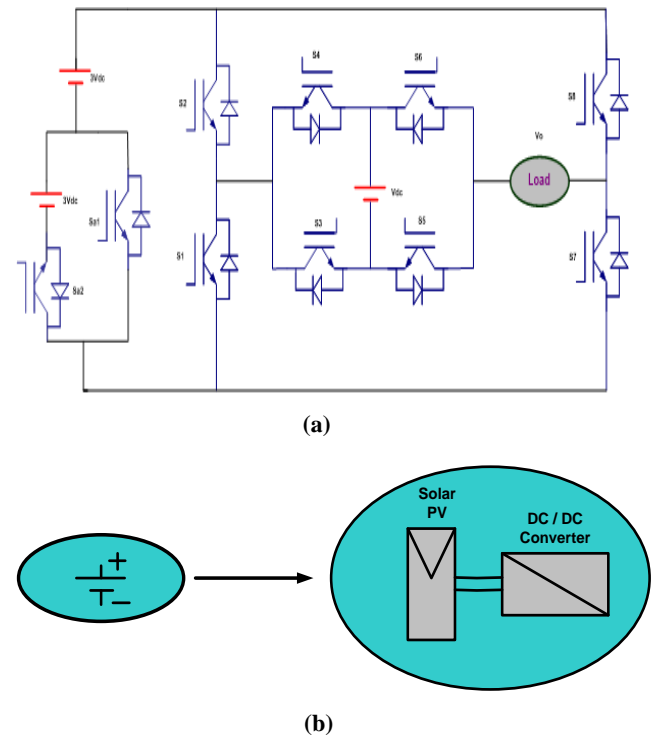 S4
S6
3Vdc
S2
S8
Vo
Vdc
Load
3Vdc
Sa1
S3
S5
S1
S7
Sa2
(a)
Solar
PV
DC / DC
Converter
(b)